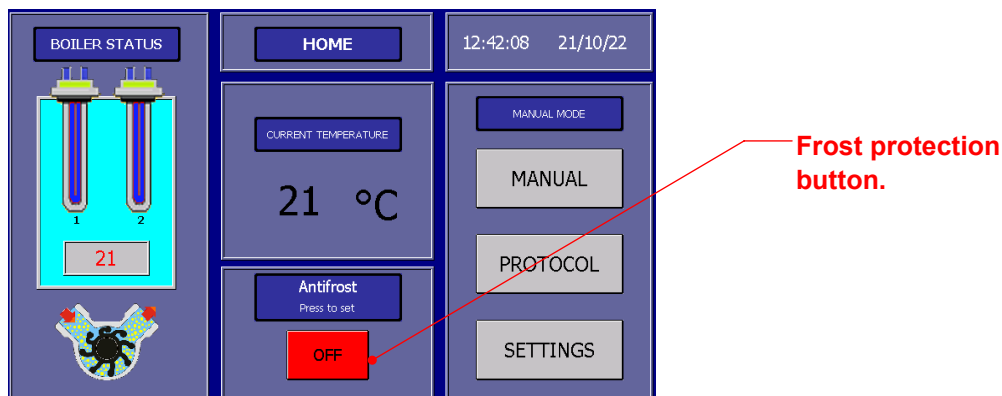 BOILER STATUS
1 2
21
HOME
12:42:08 21/10/22
CURRENT TEMPERATURE
21 °C
Antifrost
Press to set
OFF
MANUAL MODE
MANUAL
PROTOCOL
SETTINGS
Frost protection
button.